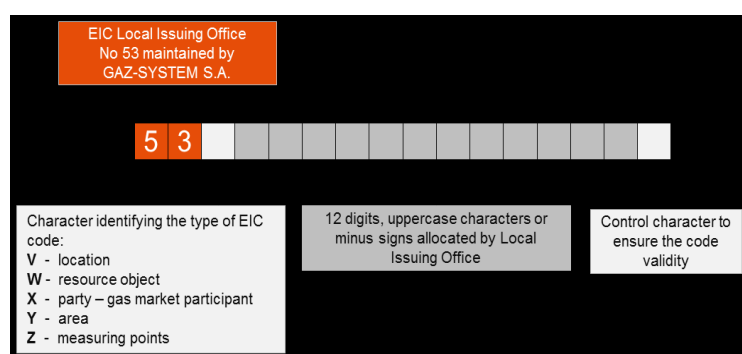 EIC Local Issuing Office
No 53 maintained by
GAZ-SYSTEM S.A.
5 3
Character identifying the type of EIC
code:
V - location
W - resource object
X - party – gas market participant
Y - area
Z - measuring points
12 digits, uppercase characters or
minus signs allocated by Local
Issuing Office
Control character to
ensure the code
validity